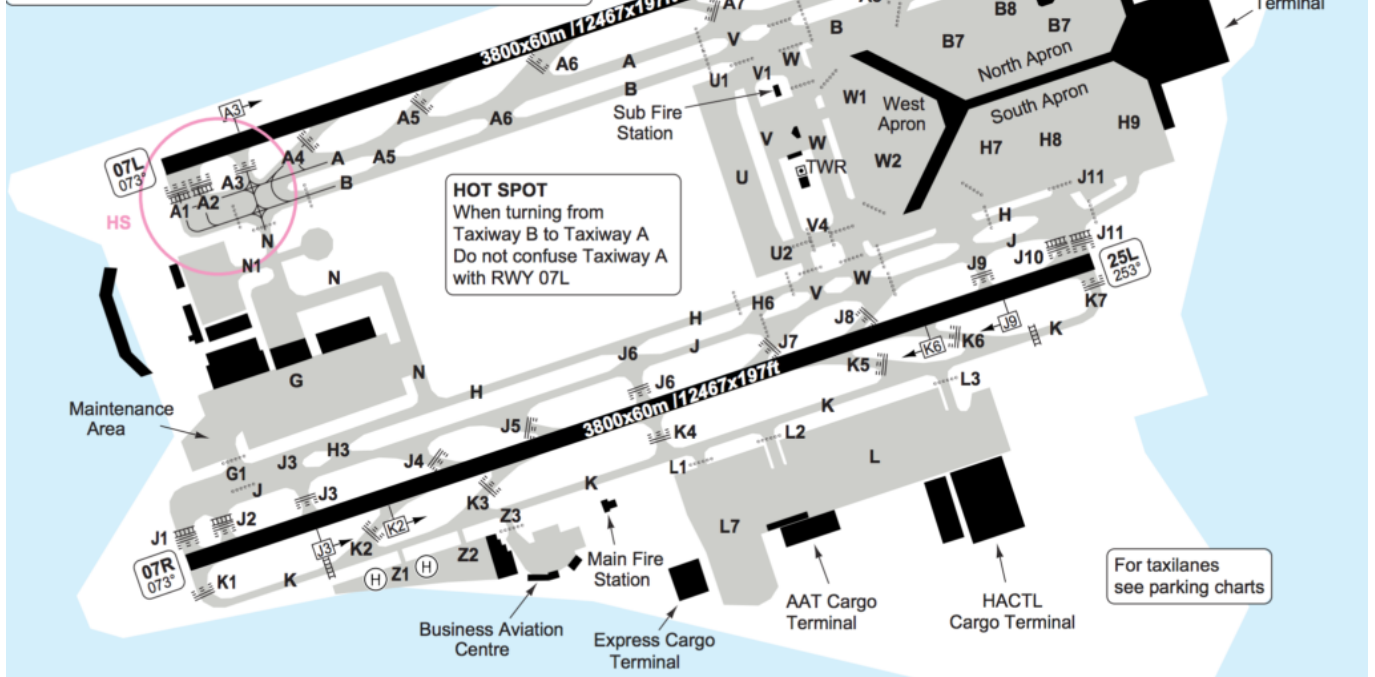 A7
B8
B7
Terminal
3800x60m /12467x197ft
V
B
B7
A6
A
W
North Apron
A6
B
U1
V1
A3
A5
Sub Fire
Station
W1
West
Apron
South Apron
A6
H9
07L
073°
A4
A
A5
V
W
H7
H8
A3
B
HOT SPOT
When turning from
Taxiway B to Taxiway A
Do not confuse Taxiway A
with RWY 07L
U
TWR
W2
J11
HS
A1
A2
N
V4
H
J
J11
N1
U2
J10
25L
253°
N
J9
V
W
K7
H6
H
J8
J9
K
J6
J
J7
K6
K6
K5
N
J6
L3
G
H
3800x60m /12467x197ft
K
Maintenance
Area
J5
K4
L2
H3
J4
L1
L
G1
J3
J
J3
K3
K
J2
K2
Z3
L7
J1
J3
K2
Z2
Main Fire
Station
07R
073°
K1
K
H
Z1
H
For taxilanes
see parking charts
AAT Cargo
Terminal
HACTL
Cargo Terminal
Business Aviation
Centre
Express Cargo
Terminal